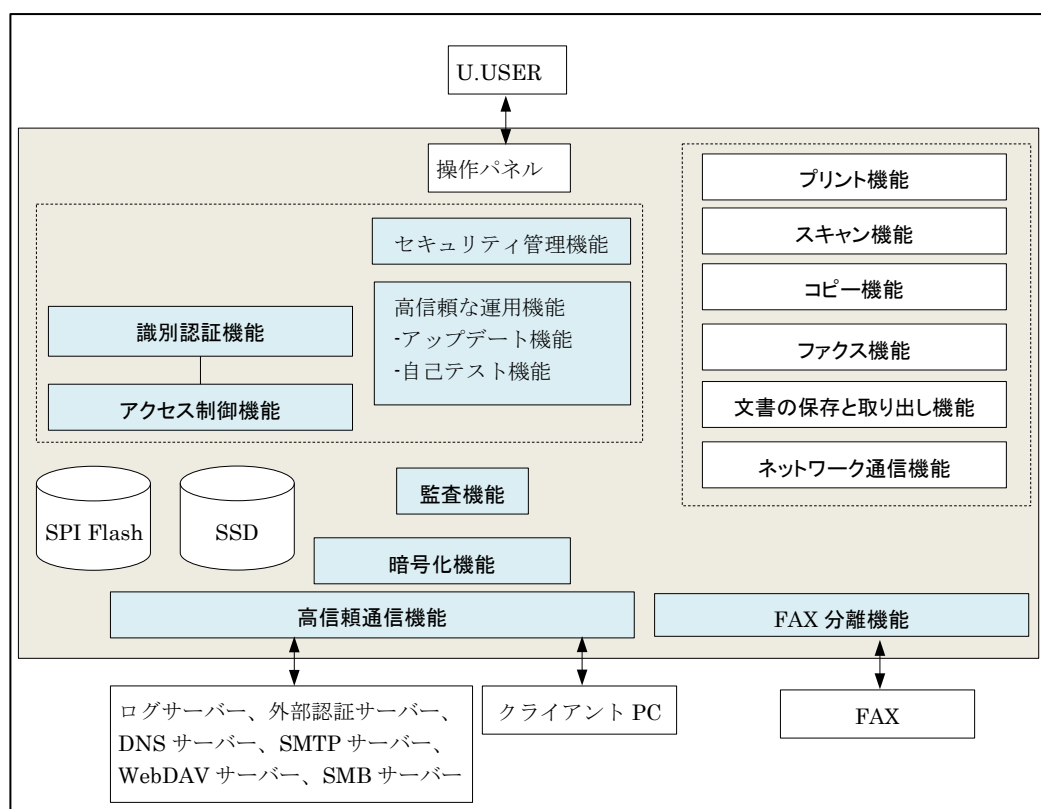 U.USER
操作パネル
プリント機能
スキャン機能
コピー機能
ファクス機能
文書の保存と取り出し機能
ネットワーク通信機能
セキュリティ管理機能
高信頼な運用機能
-アップデート機能
-自己テスト機能
識別認証機能
アクセス制御機能
監査機能
SPI Flash
SSD
暗号化機能
高信頼通信機能
FAX 分離機能
ログサーバー、外部認証サーバー、
DNS サーバー、SMTP サーバー、
WebDAV サーバー、SMB サーバー
クライアント PC
FAX